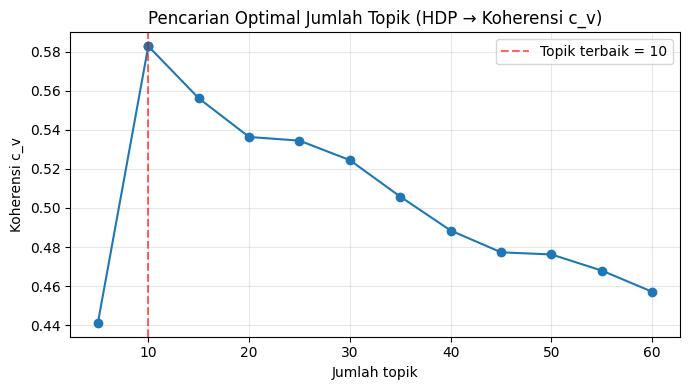 Pencarian Optimal Jumlah Topik (HDP → Koherensi c_v)
Topik terbaik = 10
Koherensi c_v
0.58
0.56
0.54
0.52
0.50
0.48
0.46
0.44
10 20 30 40 50 60
Jumlah topik